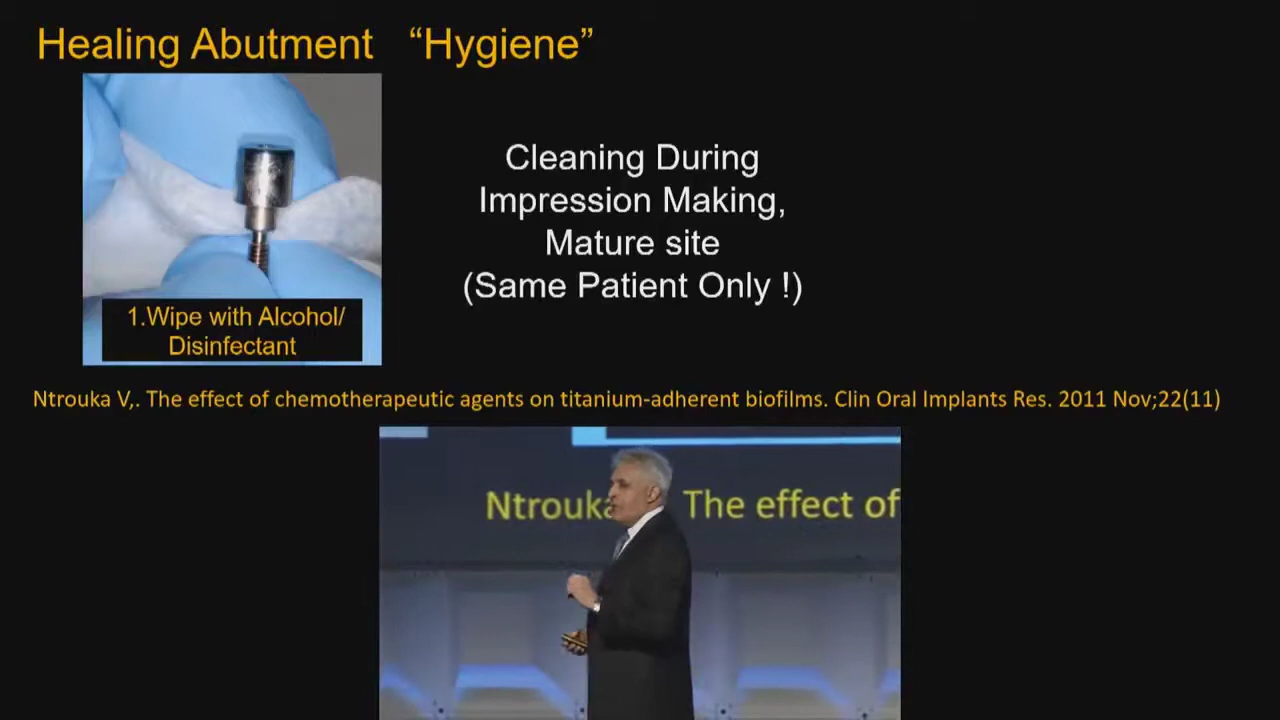 Healing Abutment “Hygiene”
Cleaning During
Impression Making,
Mature site
(Same Patient Only !)
1.Wipe with Alcohol/
Disinfectant
Ntrouka V,. The effect of chemotherapeutic agents on titanium-adherent biofilms. Clin Oral Implants Res. 2011 Nov;22(11)
Ntrouka The effect of